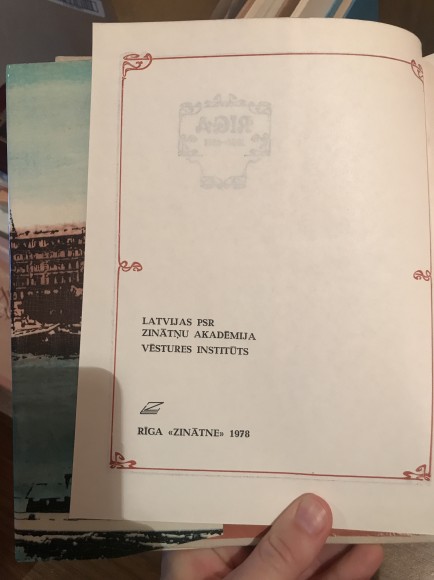 LATVIJAS PSR
ZINĀTŅU AKADĒMIJA
VĒSTURES INSTITŪTS
RĪGA «ZINĀTNE» 1978